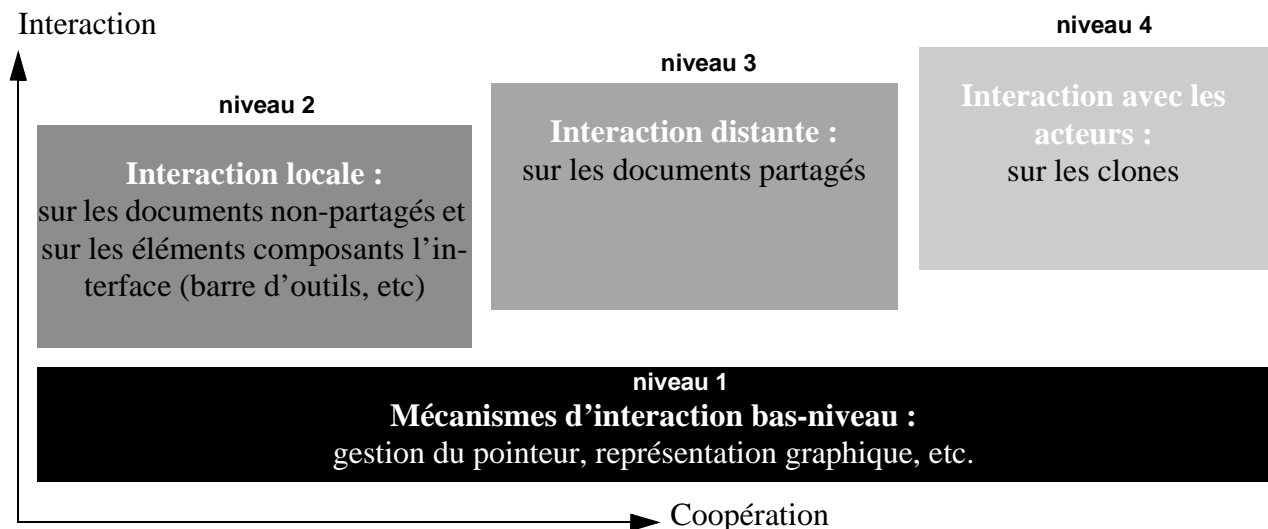 Interaction
niveau 4
Interaction avec les
acteurs :
sur les clones
niveau 3
Interaction distante :
sur les documents partagés
niveau 2
Interaction locale :
sur les documents non-partagés et
sur les éléments composants l’in-
terface (barre d’outils, etc)
niveau 1
Mécanismes d’interaction bas-niveau :
gestion du pointeur, représentation graphique, etc.
Coopération